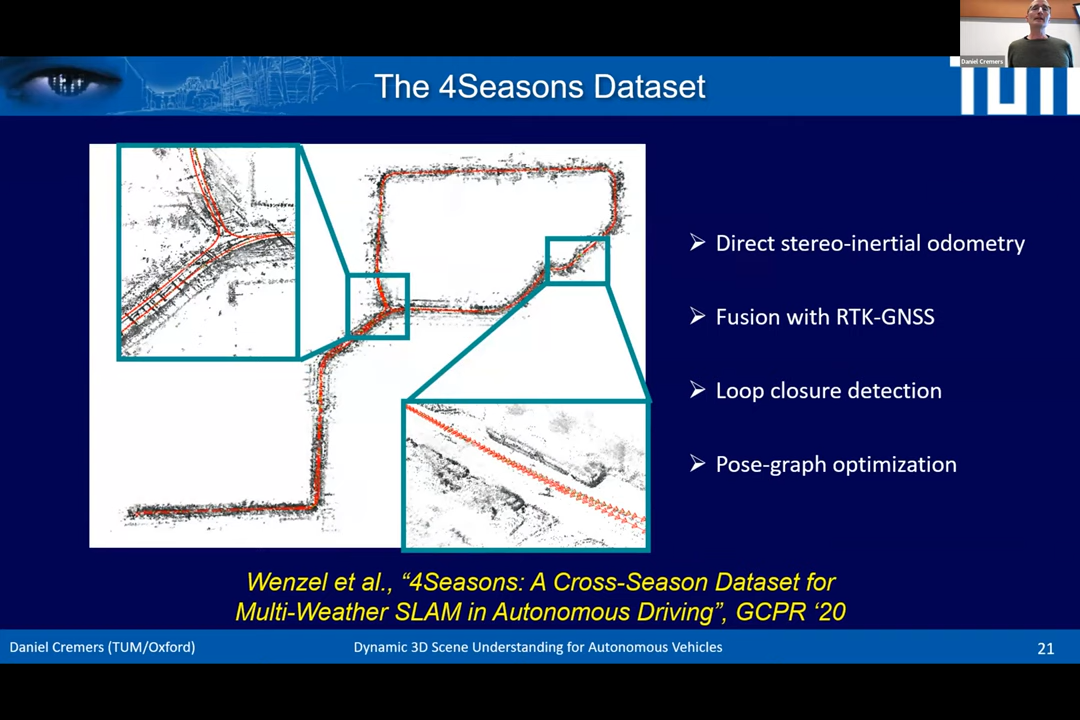 Daniel Cremers
The 4Seasons Dataset
TUM
➢ Direct stereo-inertial odometry
➢ Fusion with RTK-GNSS
➢ Loop closure detection
➢ Pose-graph optimization
Wenzel et al., “4Seasons: A Cross-Season Dataset for
Multi-Weather SLAM in Autonomous Driving”, GCPR ‘20
Daniel Cremers (TUM/Oxford)
Dynamic 3D Scene Understanding for Autonomous Vehicles
21